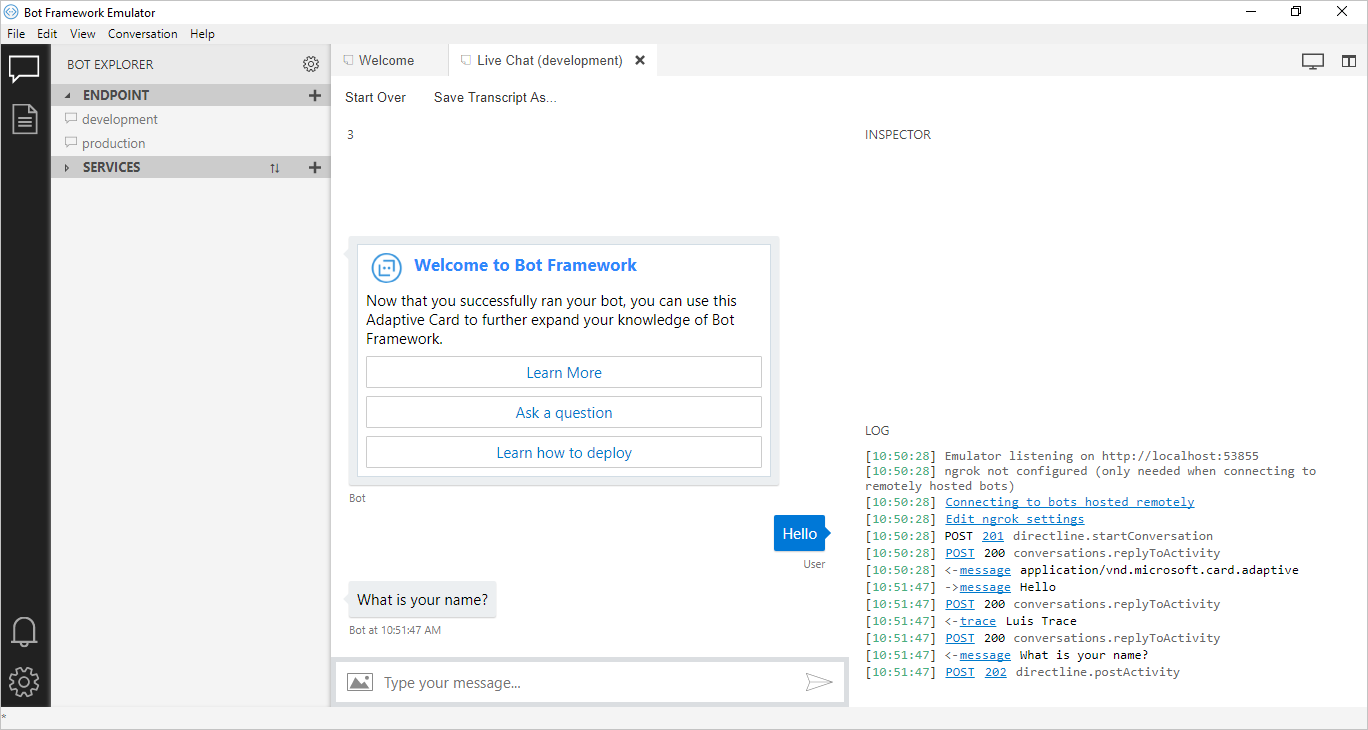 Bot Framework Emulator
File Edit View Conversation Help
BOT EXPLORER
ENDPOINT
development
production
SERVICES
Welcome
Live Chat (development)
Start Over Save Transcript As...
3
Welcome to Bot Framework
Now that you successfully ran your bot, you can use this
Adaptive Card to further expand your knowledge of Bot
Framework.
Learn More
Ask a question
Learn how to deploy
Bot
Hello
User
What is your name?
Bot at 10:51:47 AM
Type your message...
INSPECTOR
LOG
[10:50:28] Emulator listening on http://localhost:53855
[10:50:28] ngrok not configured (only needed when connecting to
remotely hosted bots)
[10:50:28] Connecting to bots hosted remotely
[10:50:28] Edit ngrok settings
[10:50:28] POST 201 directline.startConversation
[10:50:28] POST 200 conversations.replyToActivity
[10:50:28] <-message application/vnd.microsoft.card.adaptive
[10:51:47] ->message Hello
[10:51:47] POST 200 conversations.replyToActivity
[10:51:47] <-trace Luis Trace
[10:51:47] POST 200 conversations.replyToActivity
[10:51:47] <-message What is your name?
[10:51:47] POST 202 directline.postActivity
*